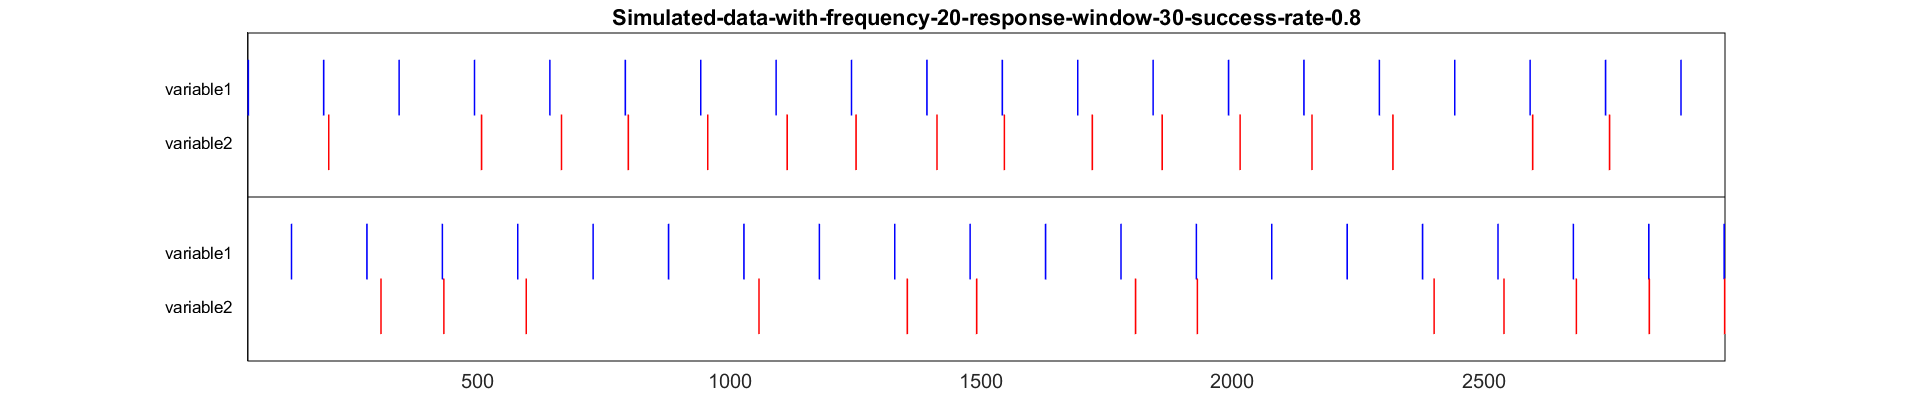 Simulated-data-with-frequency-20-response-window-30-success-rate-0.8
variable1
variable2
variable1
variable2
500 1000 1500 2000 2500